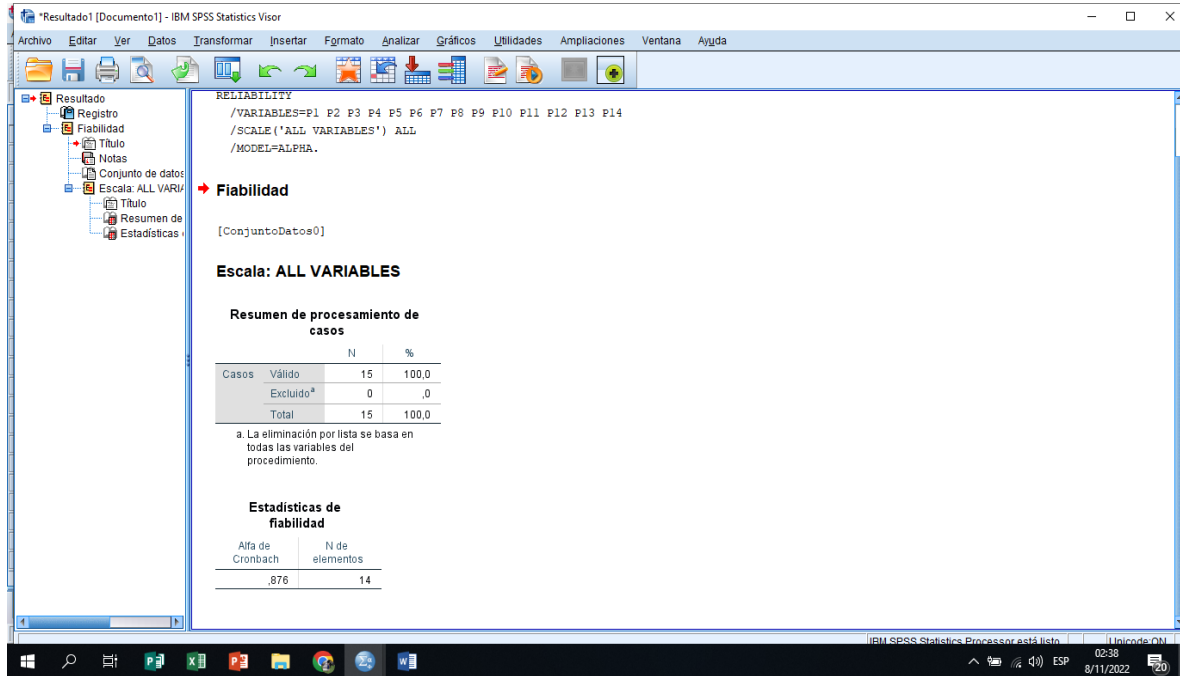 *Resultado1 [Documento1] - IBM SPSS Statistics Visor
Archivo Editar Ver Datos Transformar Insertar Formato Analizar Gráficos Utilidades Ampliaciones Ventana Ayuda
Resultado
Registro
Fiabilidad
Título
Notas
Conjunto de datos
Escala: ALL VARIA
Título
Resumen de
Estadísticas
RELIABILITY
/VARIABLES=P1 P2 P3 P4 P5 P6 P7 P8 P9 P10 P11 P12 P13 P14
/SCALE('ALL VARIABLES') ALL
/MODEL=ALPHA.
Fiabilidad
[ConjuntoDatos0]
Escala: ALL VARIABLES
Resumen de procesamiento de
casos
N %
Casos Válido 15 100,0
Excluidoª 0 ,0
Total 15 100,0
a. La eliminación por lista se basa en
todas las variables del
procedimiento.
Estadísticas de
fiabilidad
Alfa de N de
Cronbach elementos
,876 14
IBM SPSS Statistics Processor está listo Unicode:ON
ESP
02:38
8/11/2022
20